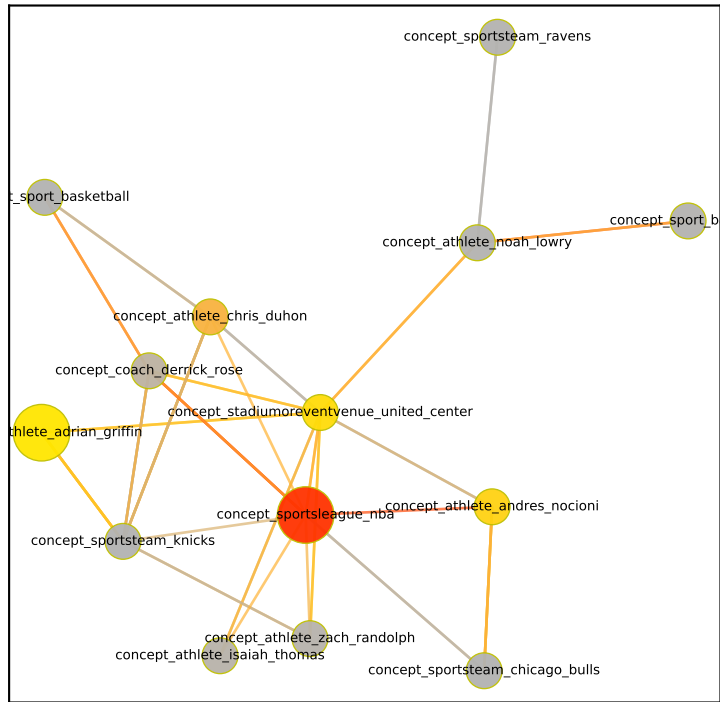 concept_sportsteam_ravens
t_sport_basketball
concept_sport_b
concept_athlete_noah_lowry
concept_athlete_chris_duhon
concept_coach_derrick_rose
concept_stadiumoreventvenue_united_center
thlete_adrian_griffin
concept_athlete_andres_nocioni
concept_sportsleague_nba
concept_sportsteam_knicks
concept_athlete_zach_randolph
concept_athlete_isaiah_thomas
concept_sportsteam_chicago_bulls